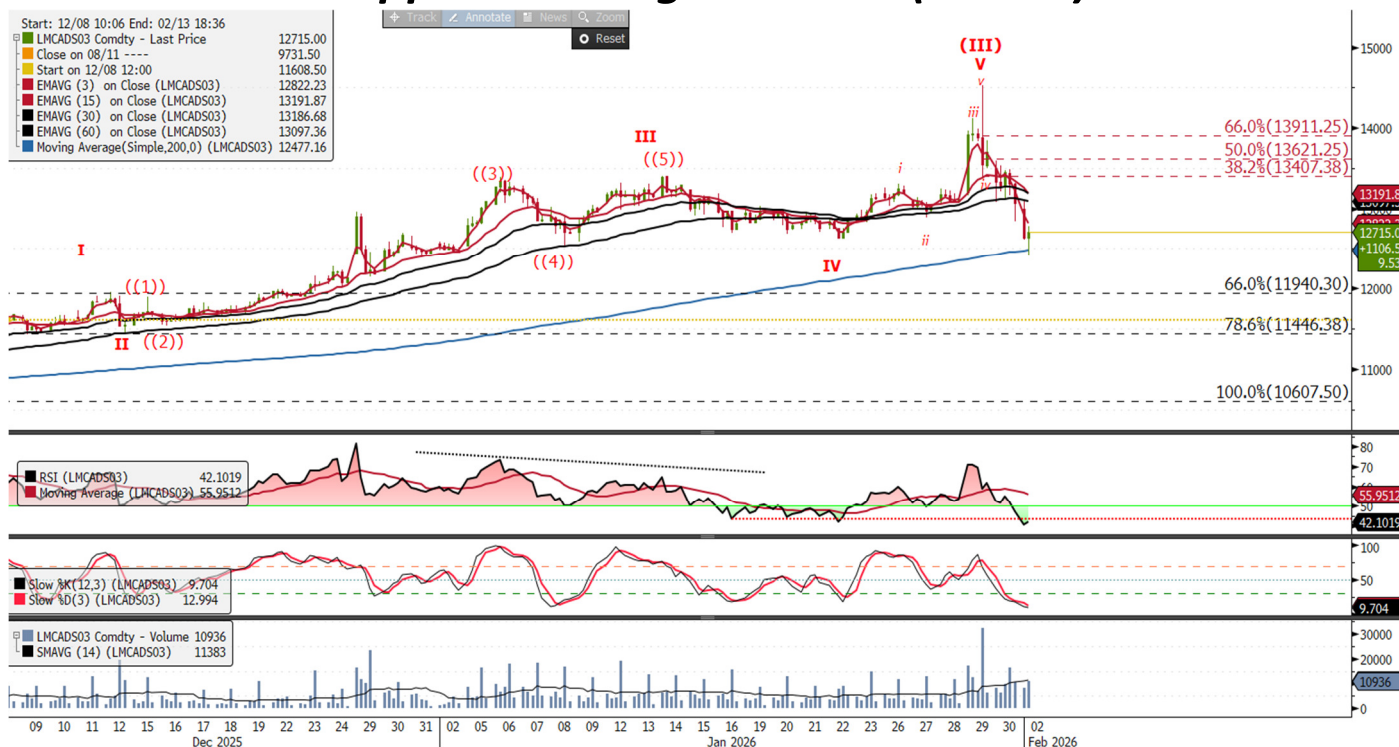 Track Annotate News Zoom
Reset
Start: 12/08 10:06 End: 02/13 18:36
LMCADS03 Comdty - Last Price 12715.00
Close on 08/11 ---- 9731.50
Start on 12/08 12:00 11608.50
EMAVG (3) on Close (LMCADS03) 12822.23
EMAVG (15) on Close (LMCADS03) 13191.87
EMAVG (30) on Close (LMCADS03) 13186.68
EMAVG (60) on Close (LMCADS03) 13097.36
Moving Average(Simple,200,0) (LMCADS03) 12477.16
(III)
V
v
iii
iv
i
ii
III
((5))
((3))
((4))
IV
I
((1))
II ((2))
66.0%(13911.25)
50.0%(13621.25)
38.2%(13407.38)
66.0%(11940.30)
78.6%(11446.38)
100.0%(10607.50)
15000
14000
13191.8
12715.0
+1106.5
9.53
12000
11000
RSI (LMCADS03) 42.1019
Moving Average (LMCADS03) 55.9512
80
70
55.9512
50
42.1019
Slow %K(12,3) (LMCADS03) 9.704
Slow %D(3) (LMCADS03) 12.994
100
50
9.704
LMCADS03 Comdty - Volume 10936
SMAVG (14) (LMCADS03) 11383
30000
20000
10936
0
09 10 11 12 15 16 17 18 19 22 23 24 29 30 31 02 05 06 07 08 09 12 13 14 15 16 19 20 21 22 23 26 27 28 29 30 02
Dec 2025 Jan 2026 Feb 2026